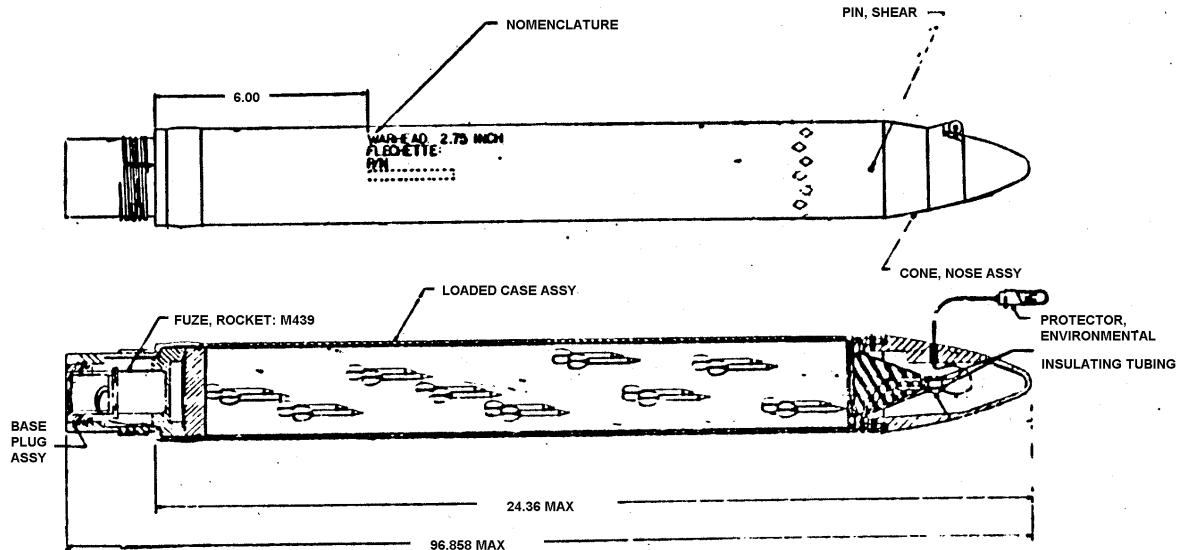 PIN, SHEAR
NOMENCLATURE
6.00
WARHEAD 2.75 INCH
FLECHETTE:
P/N
CONE, NOSE ASSY
LOADED CASE ASSY
FUZE, ROCKET: M439
PROTECTOR,
ENVIRONMENTAL
INSULATING TUBING
BASE
PLUG
ASSY
24.36 MAX
96.858 MAX